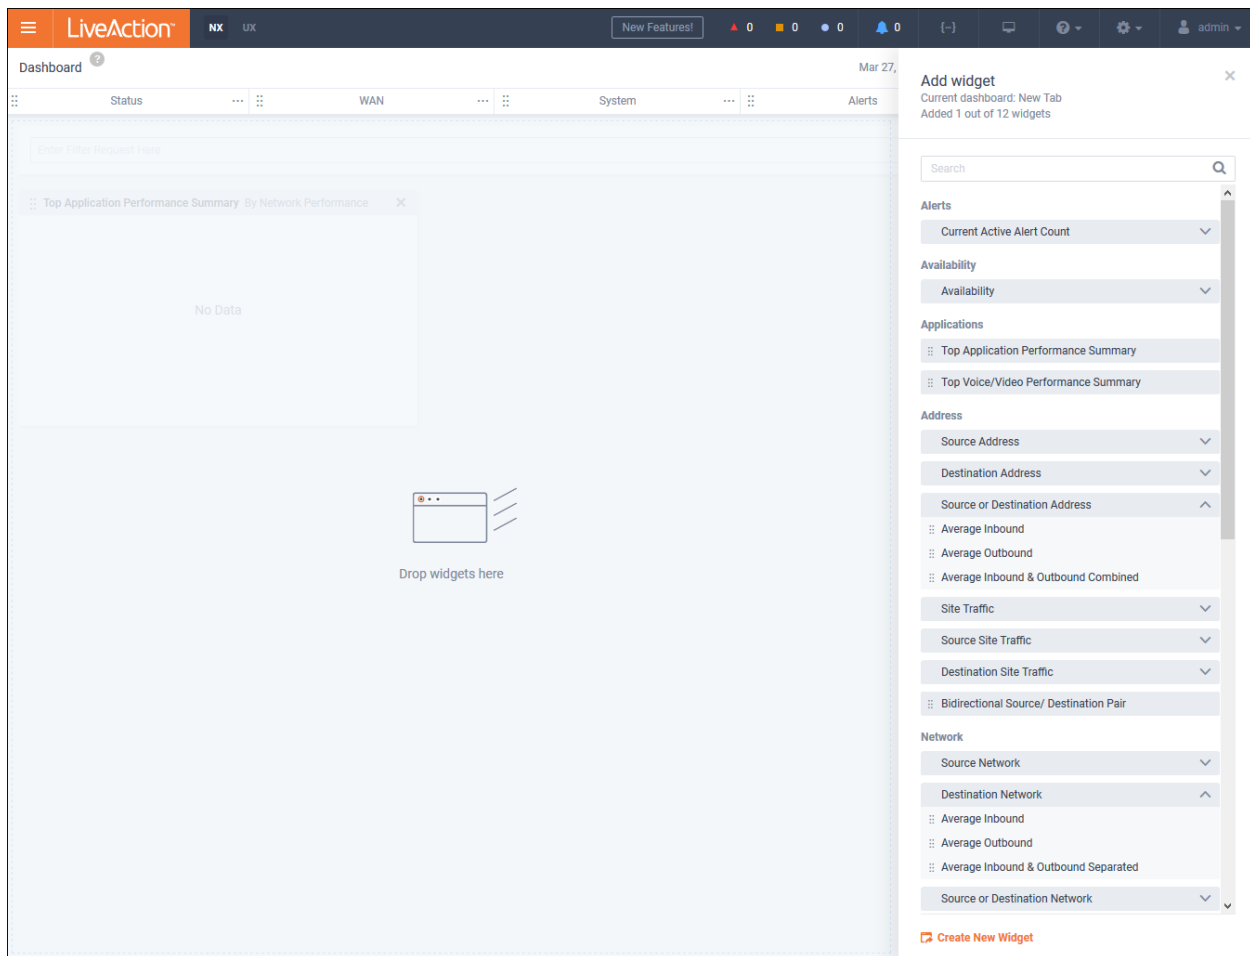 LiveAction™ NX UX New Features! 0 0 0 0 {--} admin
Dashboard ? Mar 27,
Status ... WAN ... System ... Alerts
Enter Filter Request Here
Top Application Performance Summary By Network Performance
No Data
Drop widgets here
Add widget
Current dashboard: New Tab
Added 1 out of 12 widgets
Search
Alerts
Current Active Alert Count
Availability
Availability
Applications
Top Application Performance Summary
Top Voice/Video Performance Summary
Address
Source Address
Destination Address
Source or Destination Address
Average Inbound
Average Outbound
Average Inbound & Outbound Combined
Site Traffic
Source Site Traffic
Destination Site Traffic
Bidirectional Source/ Destination Pair
Network
Source Network
Destination Network
Average Inbound
Average Outbound
Average Inbound & Outbound Separated
Source or Destination Network
Create New Widget